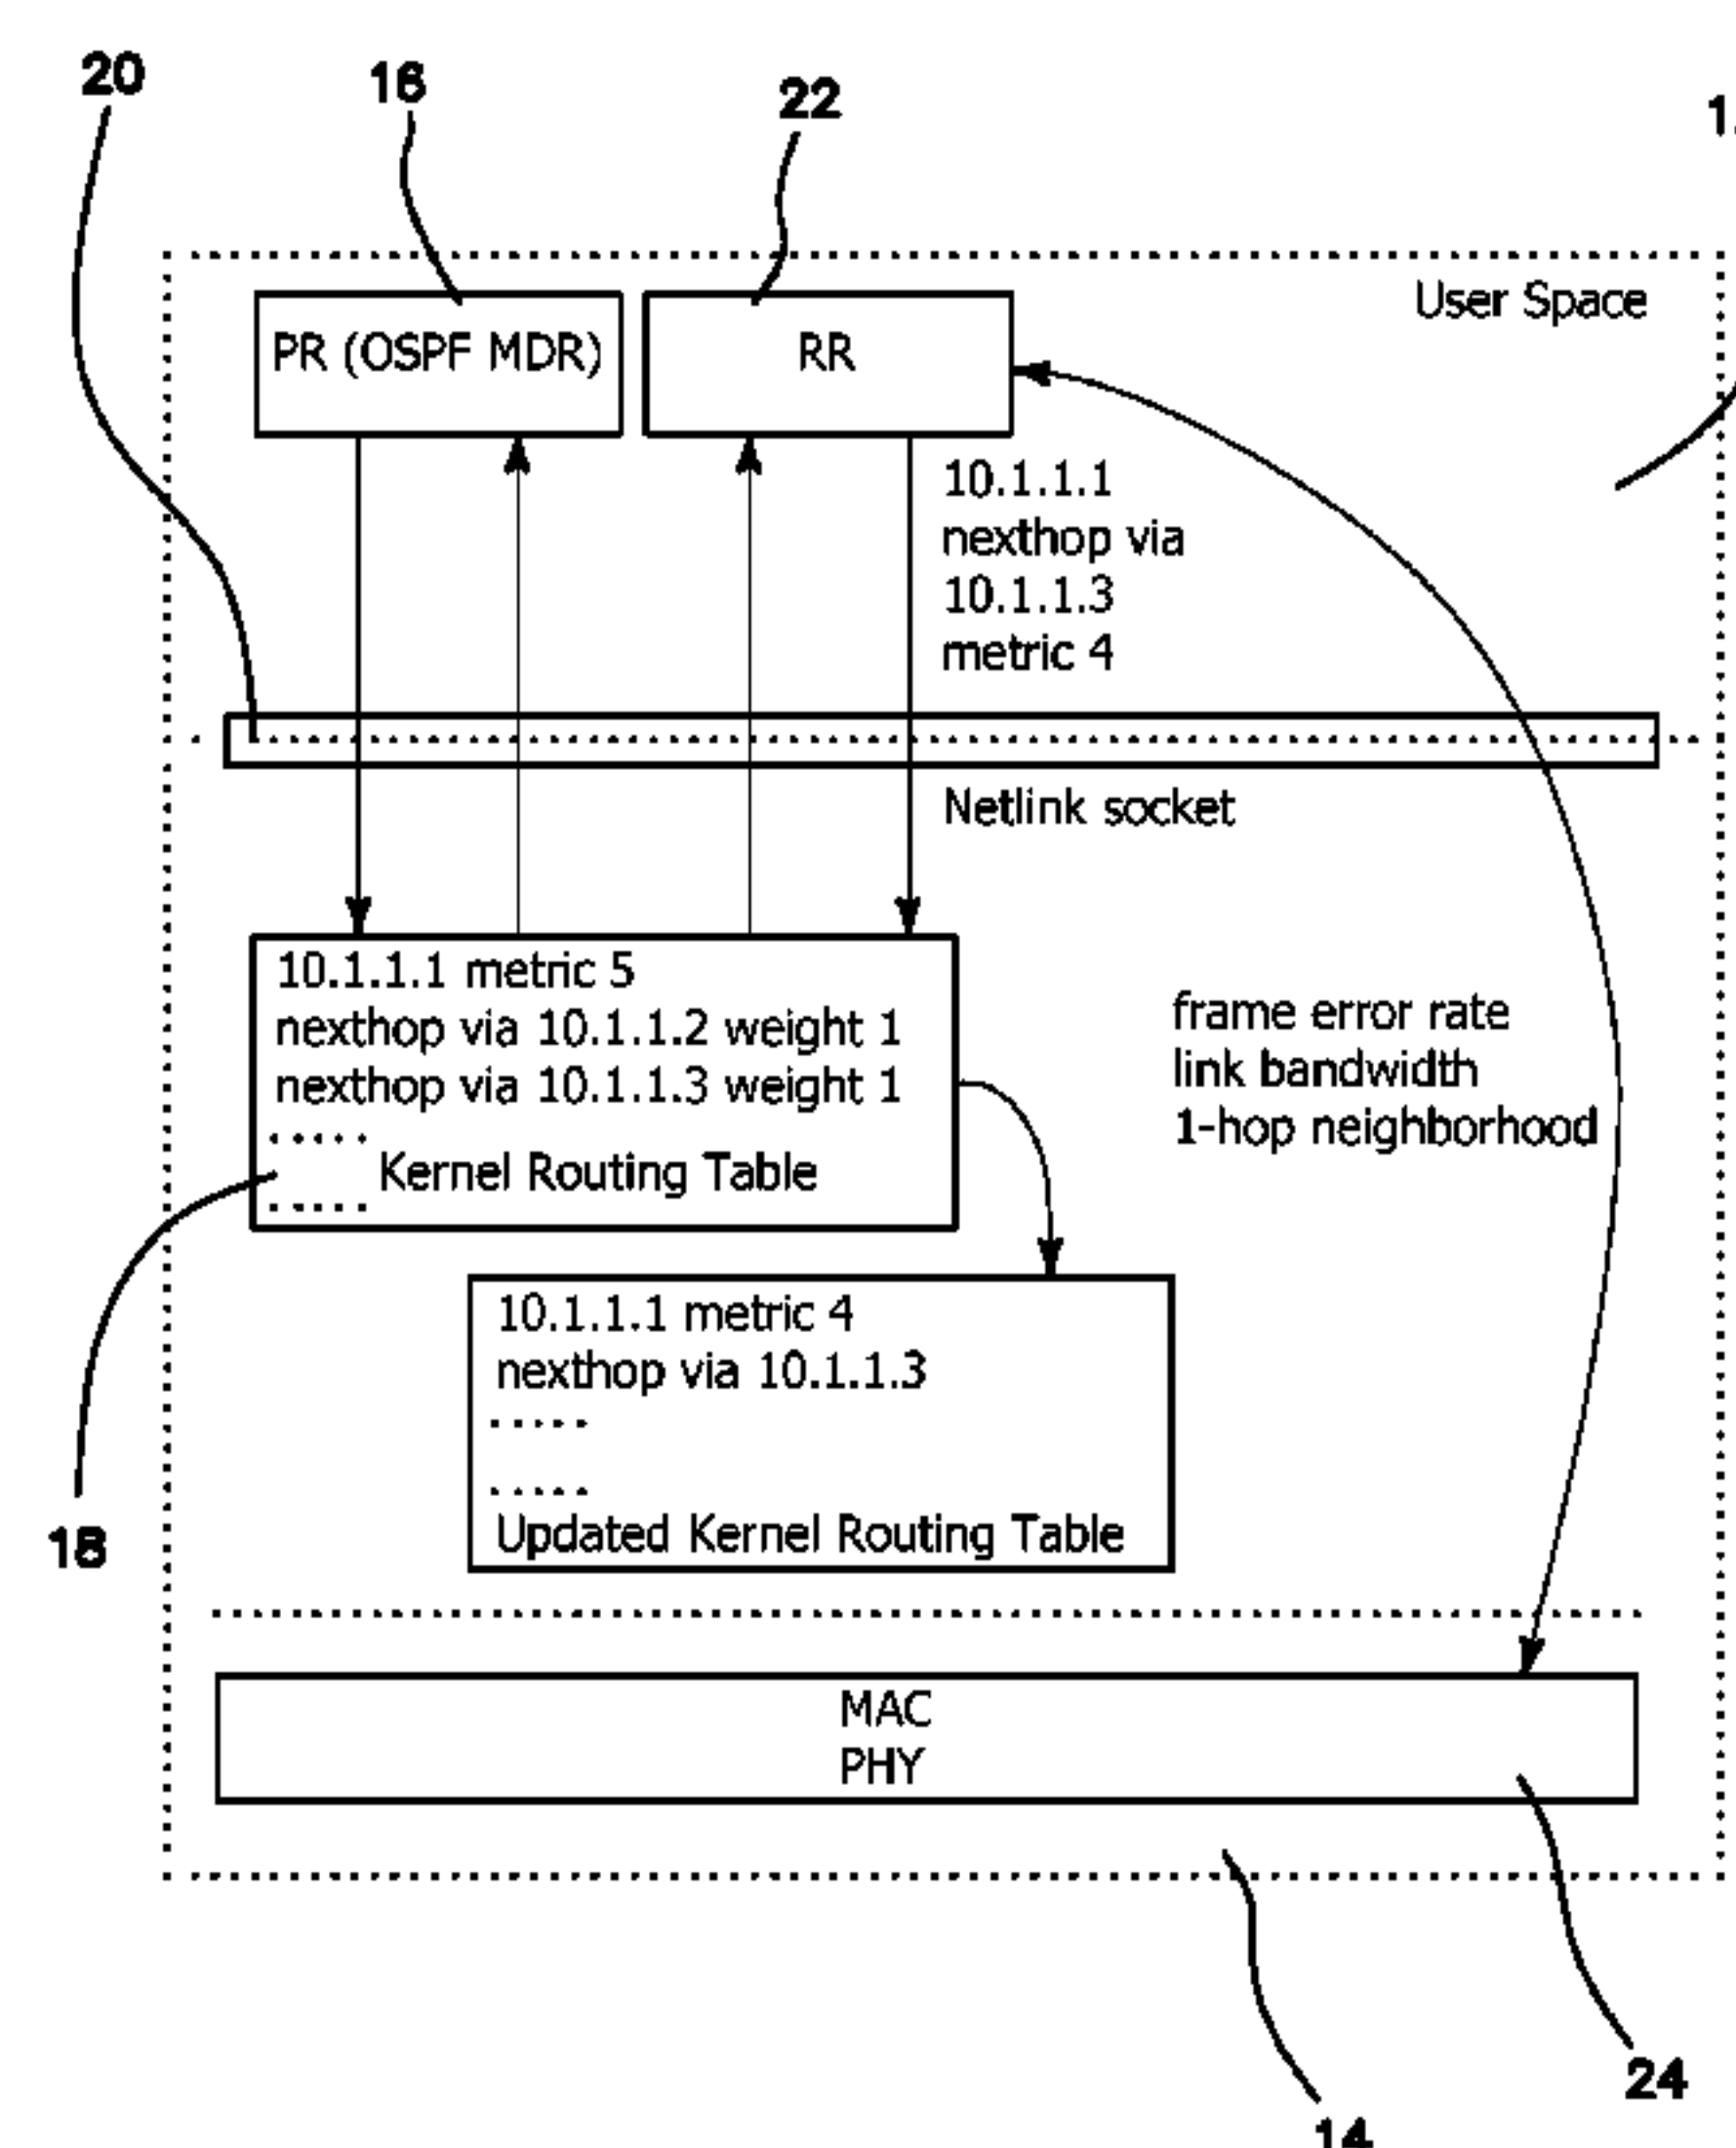 20
16
22
User Space
PR (OSPF MDR)
RR
10.1.1.1
nexthop via
10.1.1.3
metric 4
Netlink socket
10.1.1.1 metric 5
nexthop via 10.1.1.2 weight 1
nexthop via 10.1.1.3 weight 1
.....
Kernel Routing Table
.....
frame error rate
link bandwidth
1-hop neighborhood
10.1.1.1 metric 4
nexthop via 10.1.1.3
.....
.....
Updated Kernel Routing Table
18
MAC
PHY
24
14